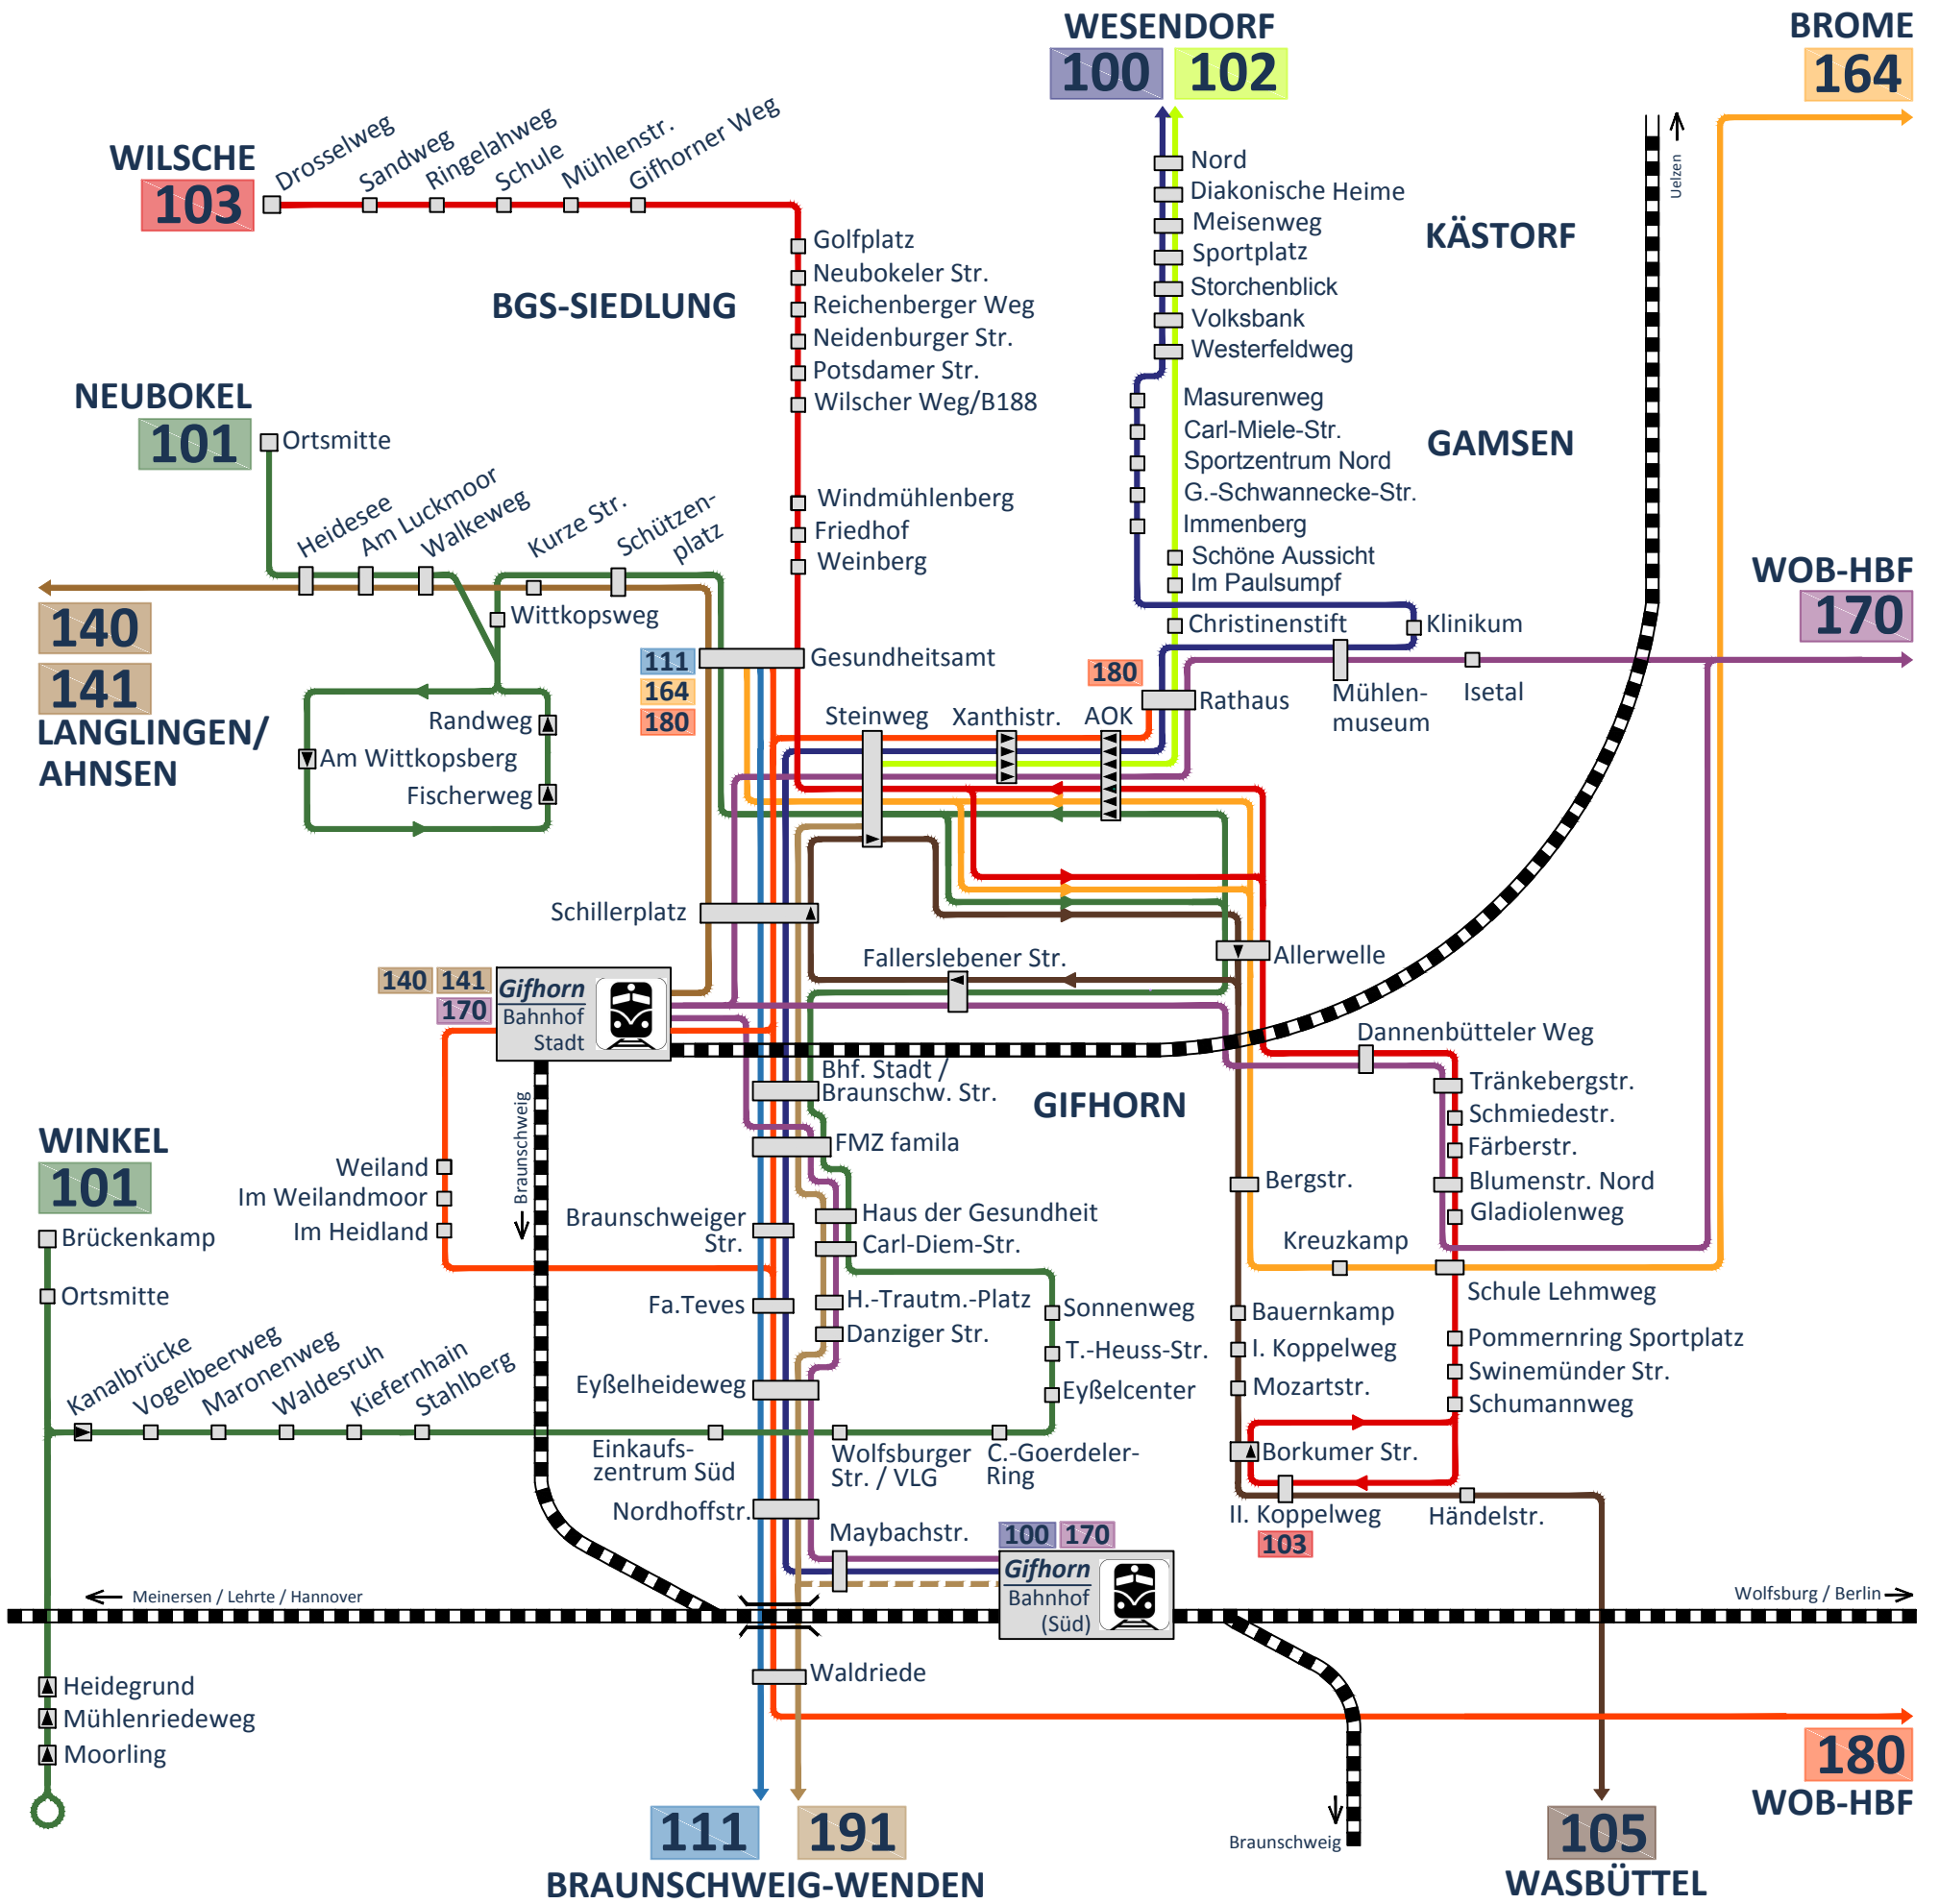 WESENDORF
100
102
BROME
164
Uelzen
WILSCHE
103
Drosselweg
Sandweg
Ringelahweg
Schule
Mühlenstr.
Gifhorner Weg
Nord
Diakonische Heime
Meisenweg
Sportplatz
Storchenblick
Volksbank
Westerfeldweg
KÄSTORF
Golfplatz
Neubokeler Str.
Reichenberger Weg
Neidenburger Str.
Potsdamer Str.
Wilscher Weg/B188
BGS-SIEDLUNG
NEUBOKEL
101
Ortsmitte
Masurenweg
Carl-Miele-Str.
Sportzentrum Nord
G.-Schwannecke-Str.
Immenberg
GAMSEN
Schöne Aussicht
Im Paulsumpf
Christinenstift
Klinikum
Windmühlenberg
Friedhof
Weinberg
Heidesee
Am Luckmoor
Walkeweg
Kurze Str.
Schützen-
platz
Wittkopsweg
140
141
LANGLINGEN/
AHNSEN
WOB-HBF
170
111
164
180
Gesundheitsamt
180
Rathaus
Mühlen-
museum
Isetal
Randweg
Am Wittkopsberg
Fischerweg
Steinweg
Xanthistr.
AOK
Schillerplatz
Fallerslebener Str.
Allerwelle
140
141
170
Gifhorn
Bahnhof
Stadt
Dannenbütteler Weg
Bhf. Stadt /
Braunschw. Str.
GIFHORN
Tränkebergstr.
Schmiedestr.
Färberstr.
Blumenstr. Nord
Gladiolenweg
Braunschweig
WINKEL
101
Brückenkamp
Ortsmitte
FMZ famila
Weiland
Im Weilandmoor
Im Heidland
Braunschweiger
Str.
Haus der Gesundheit
Carl-Diem-Str.
Bergstr.
Kreuzkamp
Schule Lehmweg
Fa.Teves
H.-Trautm.-Platz
Danziger Str.
Sonnenweg
T.-Heuss-Str.
Eyßelcenter
Bauernkamp
I. Koppelweg
Mozartstr.
Pommernring Sportplatz
Swinemünder Str.
Schumannweg
Kanalbrücke
Vogelbeerweg
Maronenweg
Waldesruh
Kiefernhain
Stahlberg
Eyßelheideweg
Einkaufs-
zentrum Süd
Wolfsburger
Str. / VLG
C.-Goerdeler-
Ring
Borkumer Str.
II. Koppelweg
103
Händelstr.
Nordhoffstr.
Maybachstr.
100
170
Gifhorn
Bahnhof
(Süd)
Meinersen / Lehrte / Hannover
Wolfsburg / Berlin
Waldriede
Heidegrund
Mühlenriedeweg
Moorling
180
WOB-HBF
111
191
BRAUNSCHWEIG-WENDEN
Braunschweig
105
WASBÜTTEL